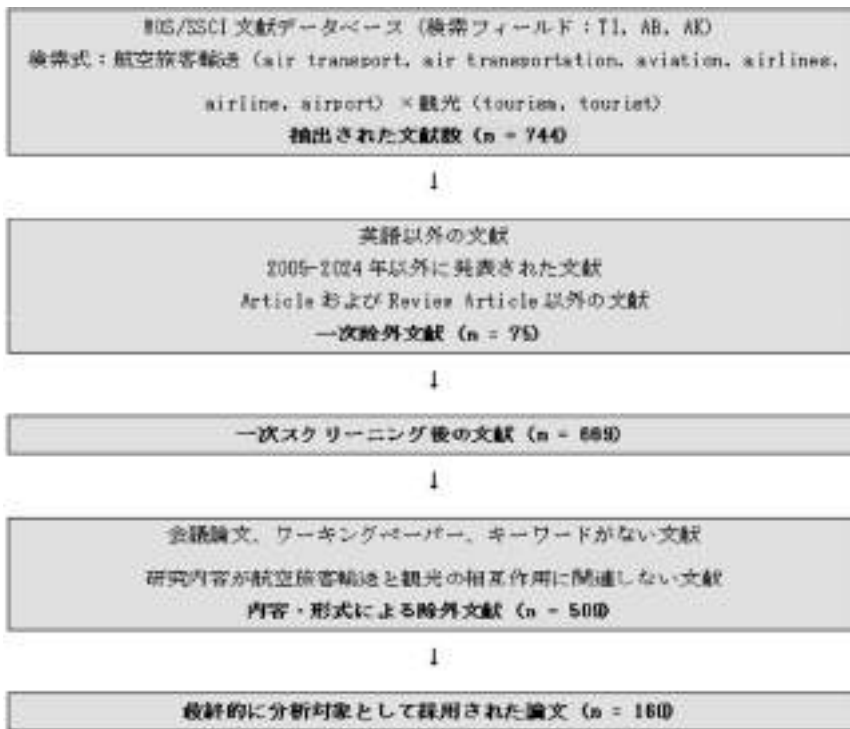 WOS/SSCI 文献データベース (検索フィールド：TI, AB, AK)
検索式：航空旅客輸送 (air transport, air transportation, aviation, airlines,
airline, airport) ×観光 (tourism, tourist)
抽出された文献数 (n = 744)
↓
英語以外の文献
2005-2024 年以外に発表された文献
Article および Review Article 以外の文献
一次除外文献 (n = 75)
↓
一次スクリーニング後の文献 (n = 669)
↓
会議論文、ワーキングペーパー、キーワードがない文献
研究内容が航空旅客輸送と観光の相互作用に関連しない文献
内容・形式による除外文献 (n = 509)
↓
最終的に分析対象として採用された論文 (n = 160)